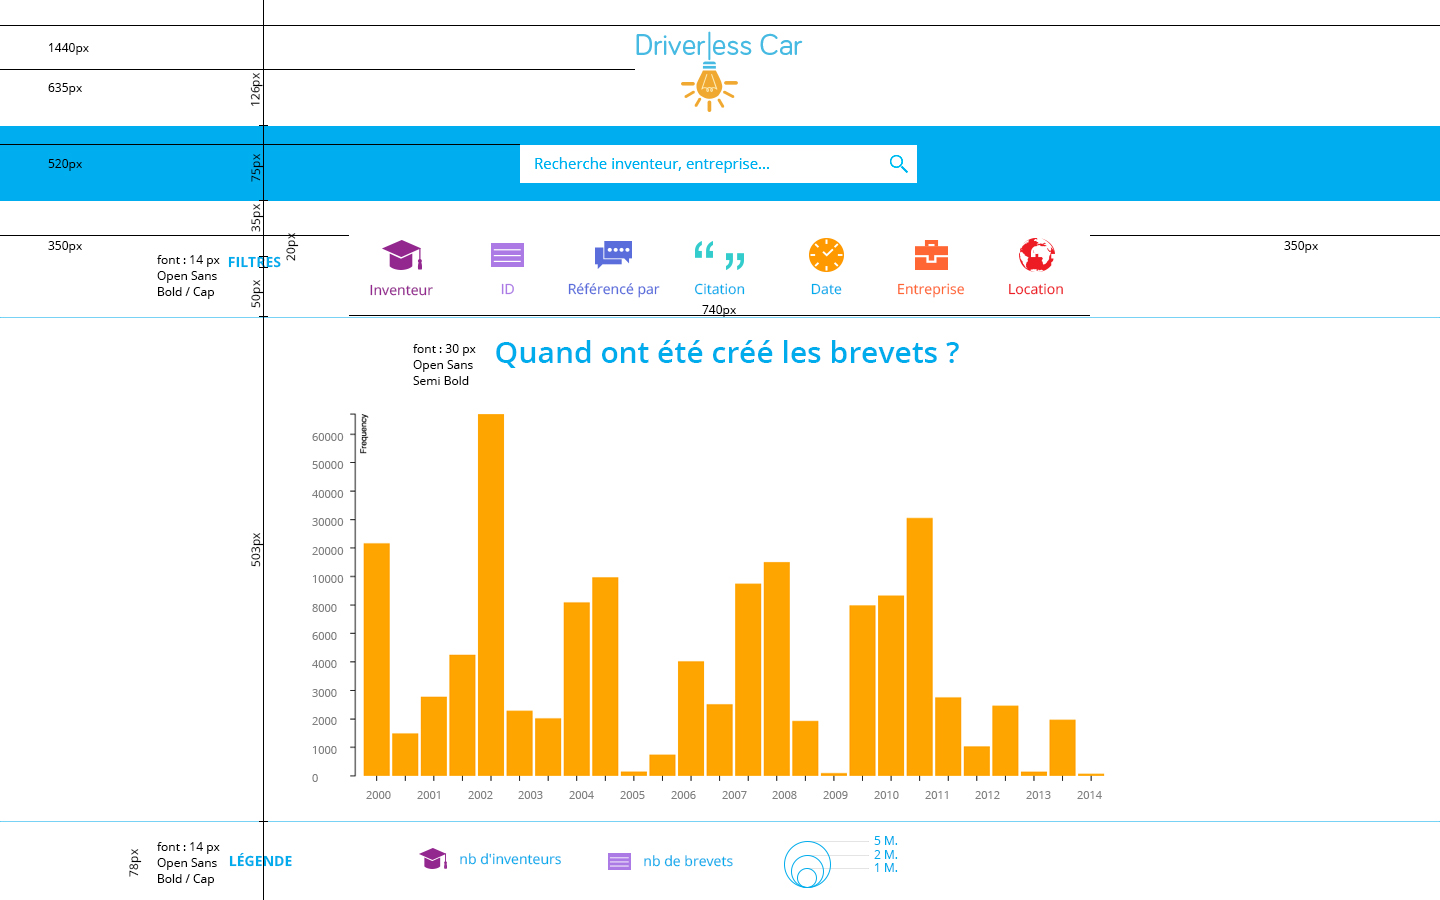 Driverless Car
1440px
635px
126px
Recherche inventeur, entreprise...
520px
75px
35px
350px
20px
350px
font : 14 px
Open Sans
Bold / Cap
FILTRES
50px
Inventeur
ID
Référencé par
Citation
Date
Entreprise
Location
740px
font : 30 px
Open Sans
Semi Bold
Quand ont été créé les brevets ?
Frequency
60000
50000
40000
30000
20000
10000
8000
6000
4000
3000
2000
1000
0
503px
2000 2001 2002 2003 2004 2005 2006 2007 2008 2009 2010 2011 2012 2013 2014
78px
font : 14 px
Open Sans
Bold / Cap
LÉGENDE
nb d'inventeurs
nb de brevets
5 M.
2 M.
1 M.